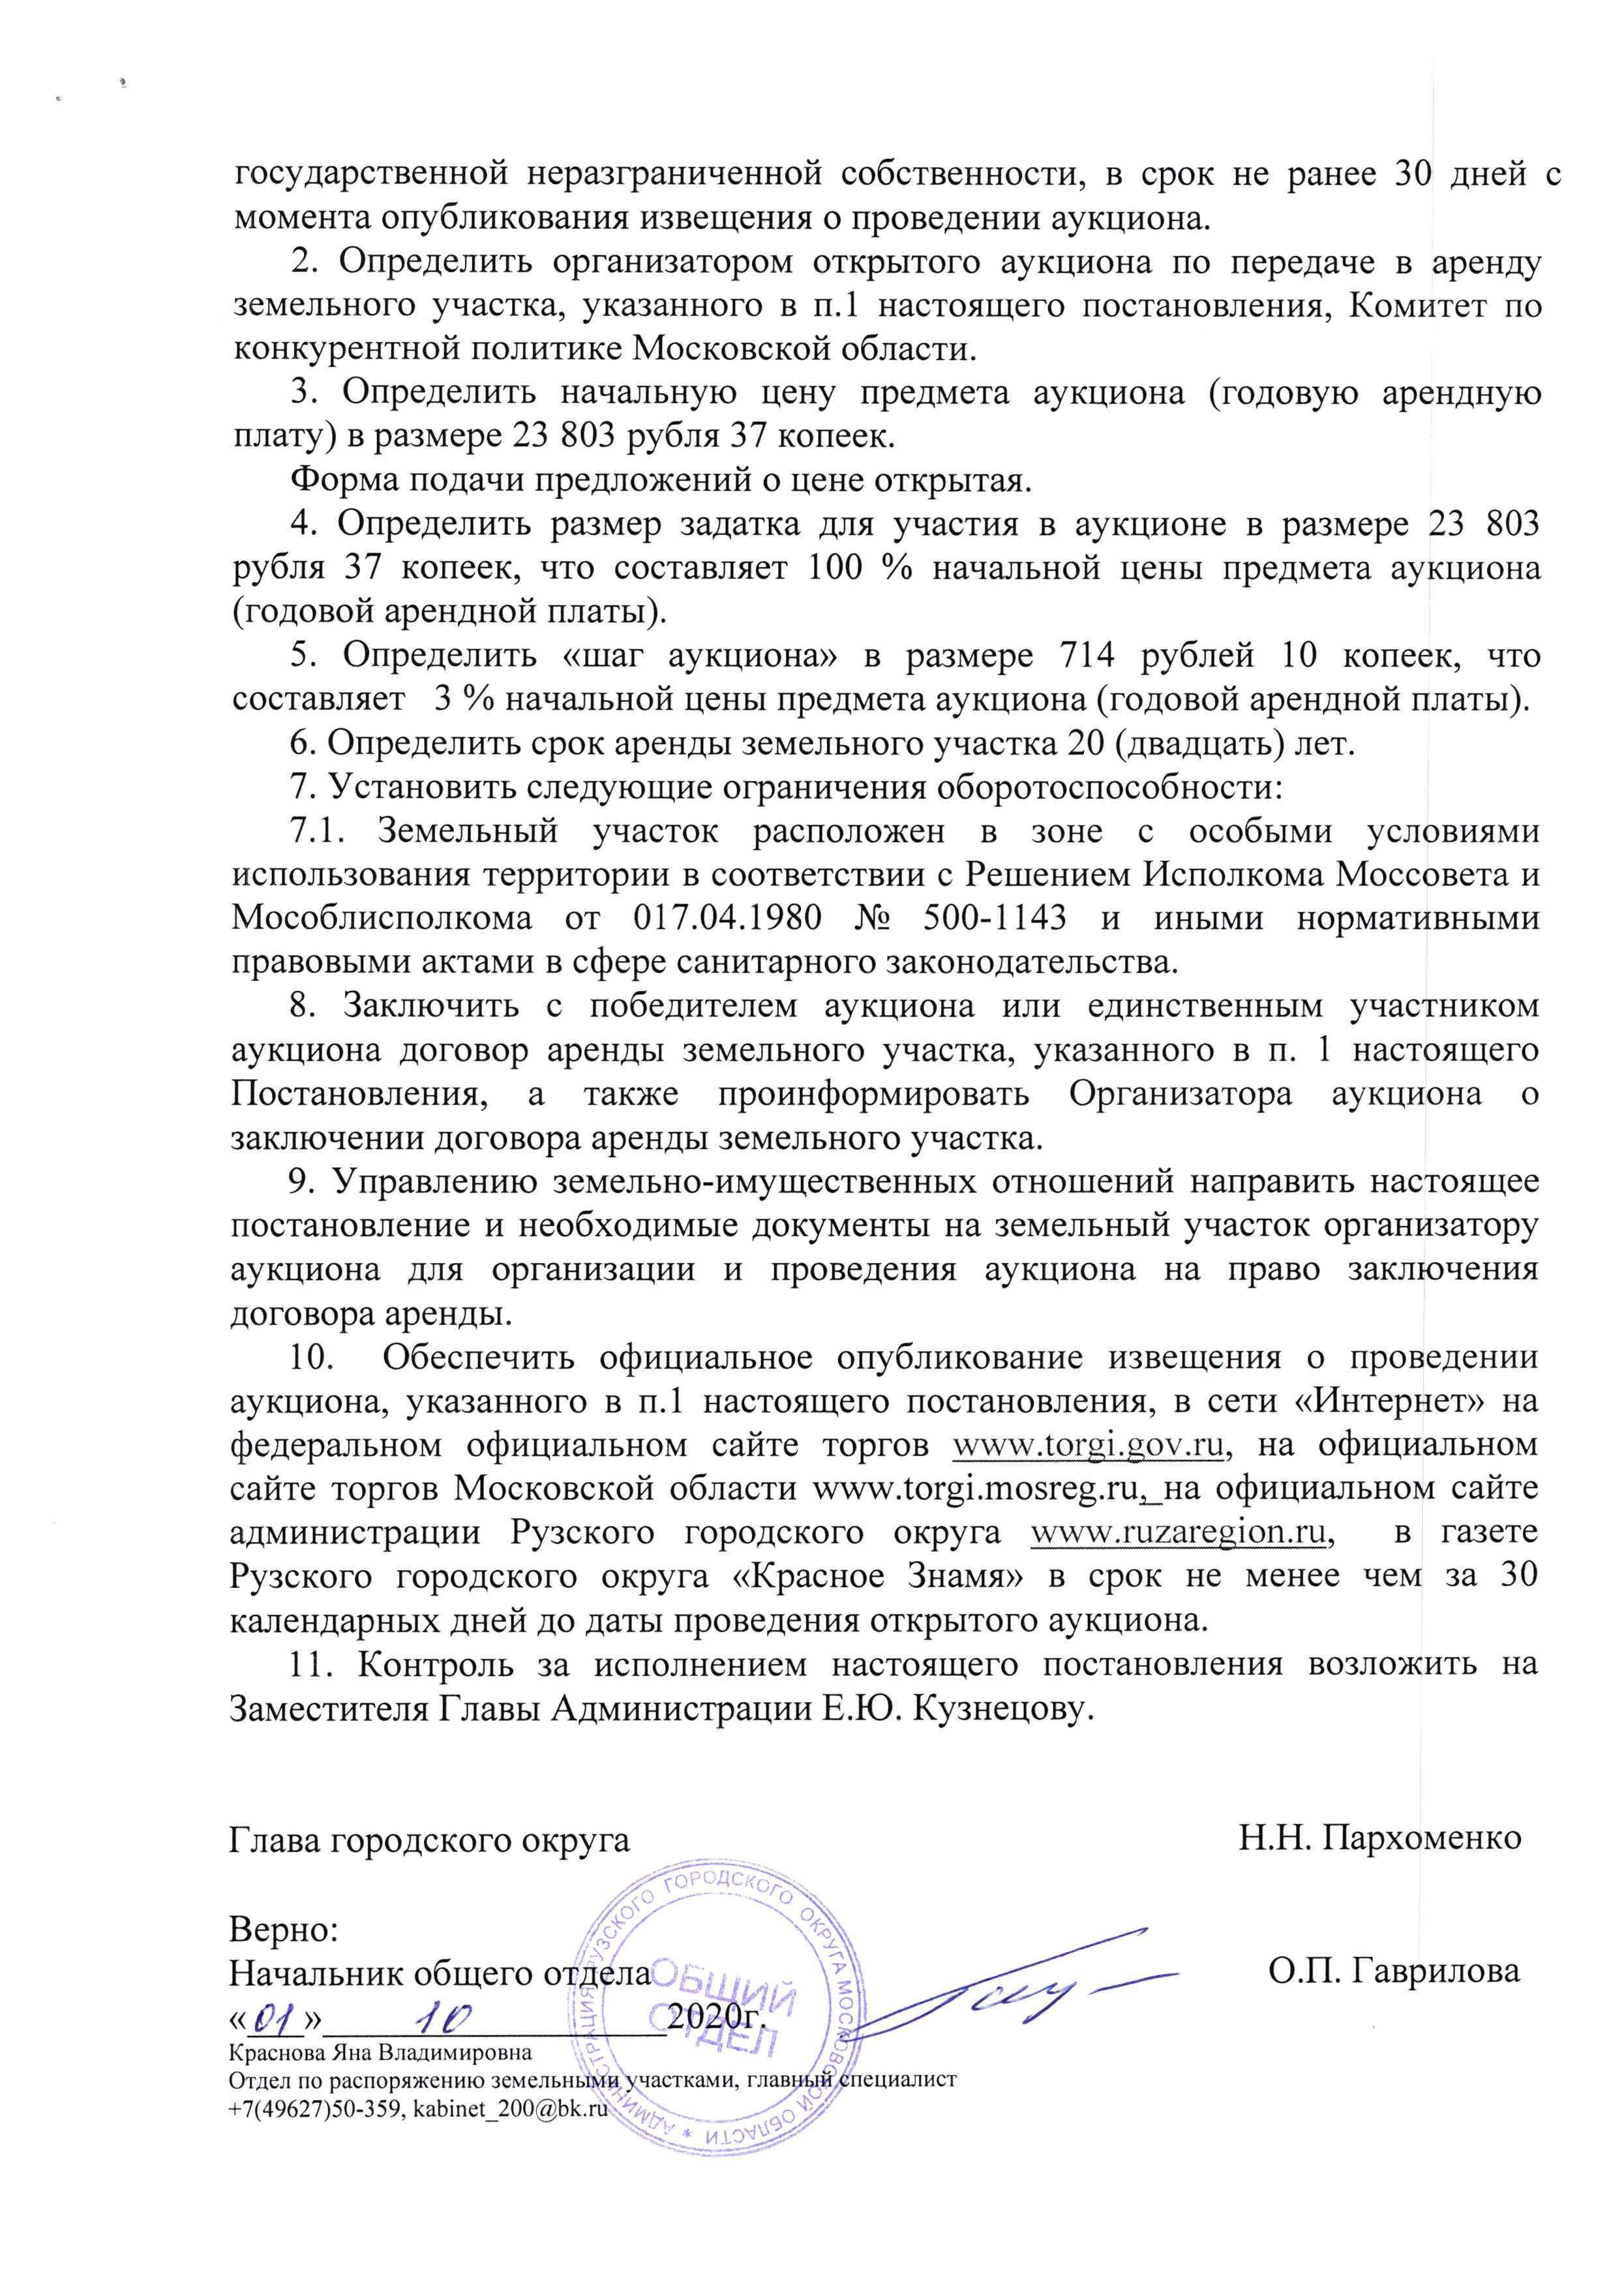 государственной неразграниченной собственности, в срок не ранее 30 дней с
момента опубликования извещения о проведении аукциона.
2. Определить организатором открытого аукциона по передаче в аренду
земельного участка, указанного в п.1 настоящего постановления, Комитет по
конкурентной политике Московской области.
3. Определить начальную цену предмета аукциона (годовую арендную
плату) в размере 23 803 рубля 37 копеек.
Форма подачи предложений о цене открытая.
4. Определить размер задатка для участия в аукционе в размере 23 803
рубля 37 копеек, что составляет 100 % начальной цены предмета аукциона
(годовой арендной платы).
5. Определить «шаг аукциона» в размере 714 рублей 10 копеек, что
составляет 3 % начальной цены предмета аукциона (годовой арендной платы).
6. Определить срок аренды земельного участка 20 (двадцать) лет.
7. Установить следующие ограничения оборотоспособности:
7.1. Земельный участок расположен в зоне с особыми условиями
использования территории в соответствии с Решением Исполкома Моссовета и
Мособлисполкома от 017.04.1980 № 500-1143 и иными нормативными
правовыми актами в сфере санитарного законодательства.
8. Заключить с победителем аукциона или единственным участником
аукциона договор аренды земельного участка, указанного в п. 1 настоящего
Постановления, а также проинформировать Организатора аукциона о
заключении договора аренды земельного участка.
9. Управлению земельно-имущественных отношений направить настоящее
постановление и необходимые документы на земельный участок организатору
аукциона для организации и проведения аукциона на право заключения
договора аренды.
10. Обеспечить официальное опубликование извещения о проведении
аукциона, указанного в п.1 настоящего постановления, в сети «Интернет» на
федеральном официальном сайте торгов www.torgi.gov.ru, на официальном
сайте торгов Московской области www.torgi.mosreg.ru, на официальном сайте
администрации Рузского городского округа www.ruzaregion.ru, в газете
Рузского городского округа «Красное Знамя» в срок не менее чем за 30
календарных дней до даты проведения открытого аукциона.
11. Контроль за исполнением настоящего постановления возложить на
Заместителя Главы Администрации Е.Ю. Кузнецову.
Глава городского округа Н.Н. Пархоменко
Верно:
Начальник общего отдела О.П. Гаврилова
«01» 10 2020г.
Краснова Яна Владимировна
Отдел по распоряжению земельными участками, главный специалист
+7(49627)50-359, kabinet_200@bk.ru
АДМИНИСТРАЦИЯ РУЗСКОГО ГОРОДСКОГО ОКРУГА МОСКОВСКОЙ ОБЛАСТИ *
ОБЩИЙ
ОТДЕЛ